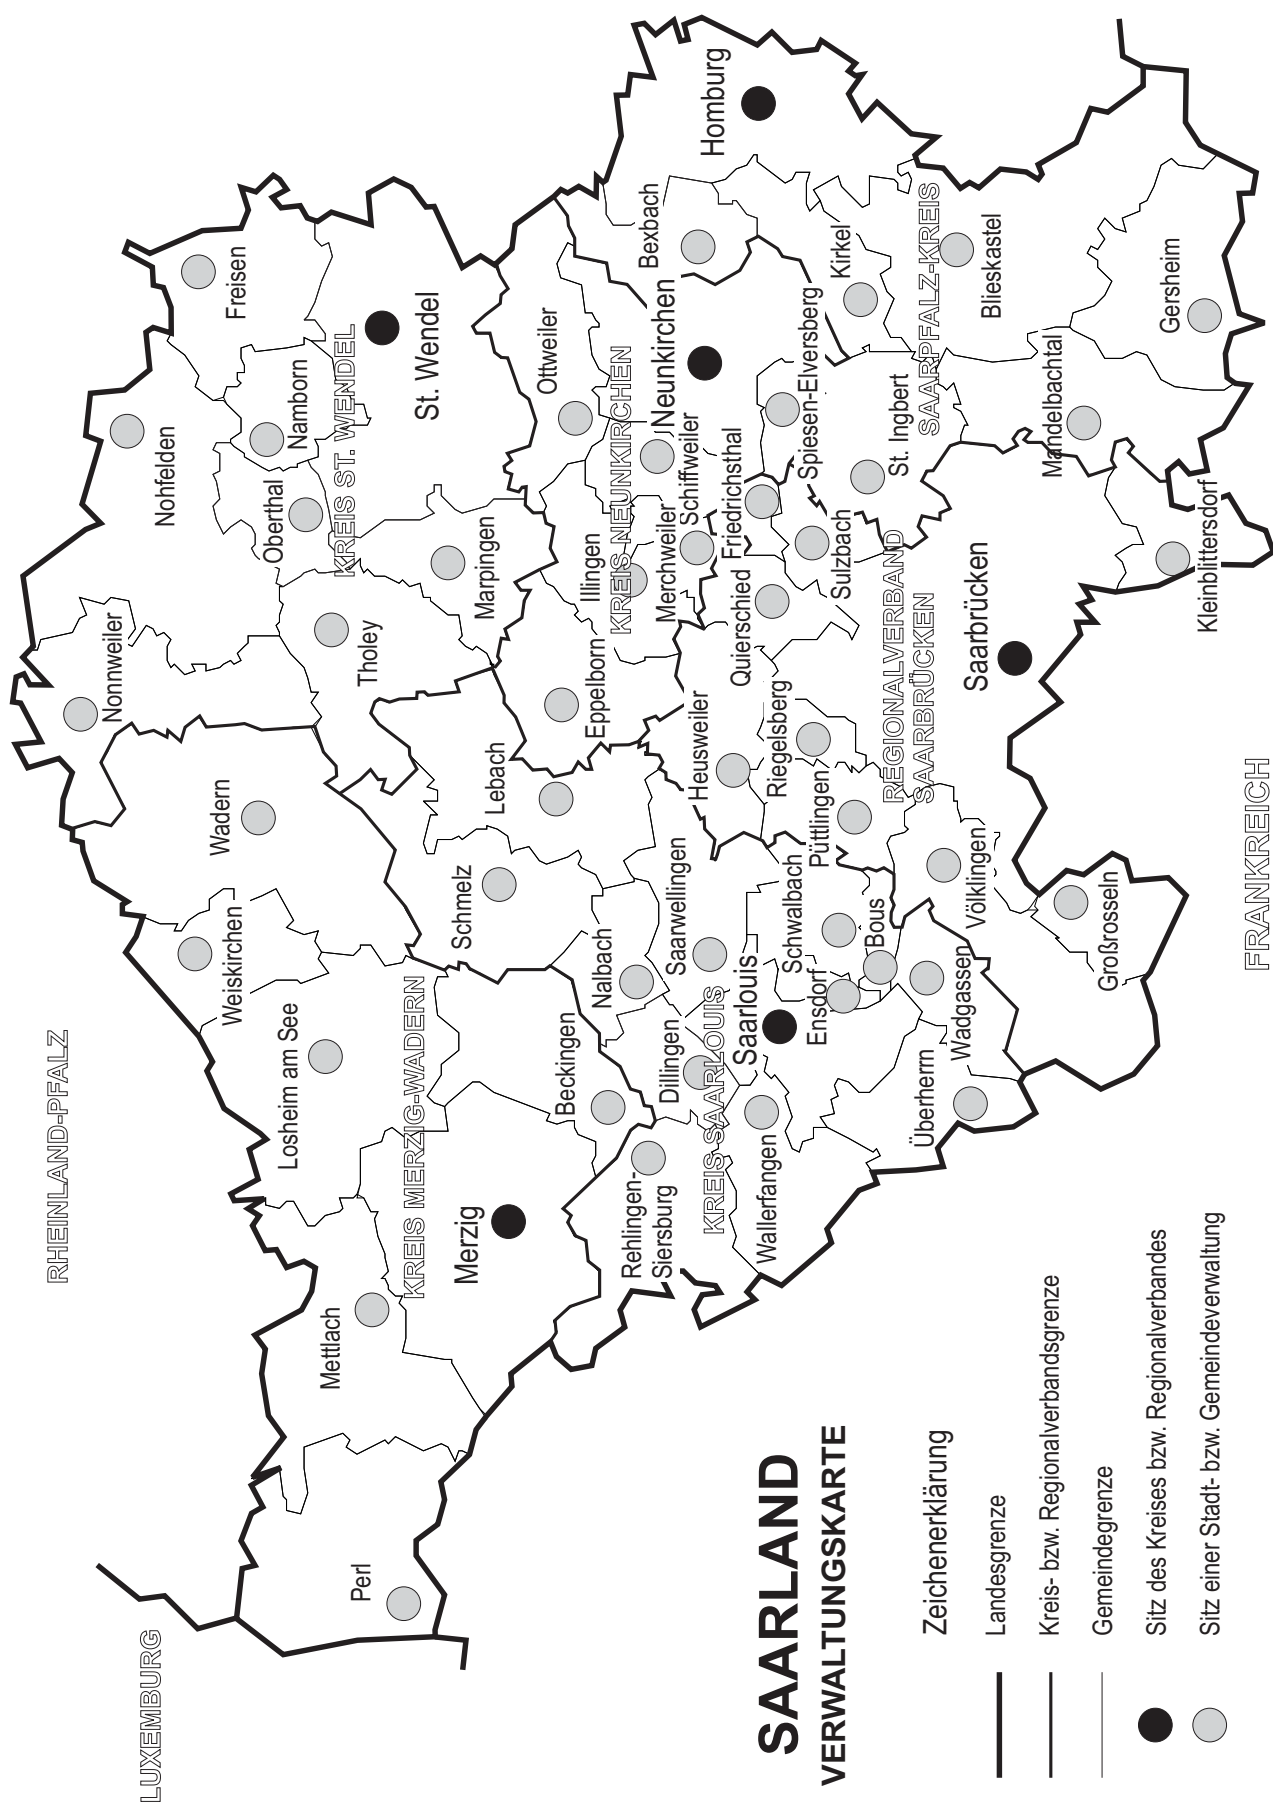 RHEINLAND-PFALZ
LUXEMBURG
FRANKREICH
Nonnweiler
Nohfelden
Freisen
Wadern
Weiskirchen
Oberthal
Namborn
KREIS ST. WENDEL
St. Wendel
Losheim am See
Tholey
Mettlach
Perl
KREIS MERZIG-WADERN
Merzig
Schmelz
Lebach
Marpingen
Ottweiler
Beckingen
Nalbach
Eppelborn
Illingen
KREIS NEUNKIRCHEN
Neunkirchen
Bexbach
Homburg
Rehlingen-
Siersburg
Dillingen
Saarwellingen
Merchweiler
Schiffweiler
KREIS SAARLOUIS
Saarlouis
Heusweiler
Quierschied
Friedrichsthal
Wallerfangen
Ensdorf
Schwalbach
Püttlingen
Riegelsberg
Sulzbach
Spiesen-Elversberg
Kirkel
Bous
REGIONALVERBAND
SAARBRÜCKEN
St. Ingbert
SAARPFALZ-KREIS
Überherrn
Wadgassen
Völklingen
Saarbrücken
Blieskastel
Großrosseln
Mandelbachtal
Gersheim
Kleinblittersdorf
SAARLAND
VERWALTUNGSKARTE
Zeichenerklärung
Landesgrenze
Kreis- bzw. Regionalverbandsgrenze
Gemeindegrenze
Sitz des Kreises bzw. Regionalverbandes
Sitz einer Stadt- bzw. Gemeindeverwaltung